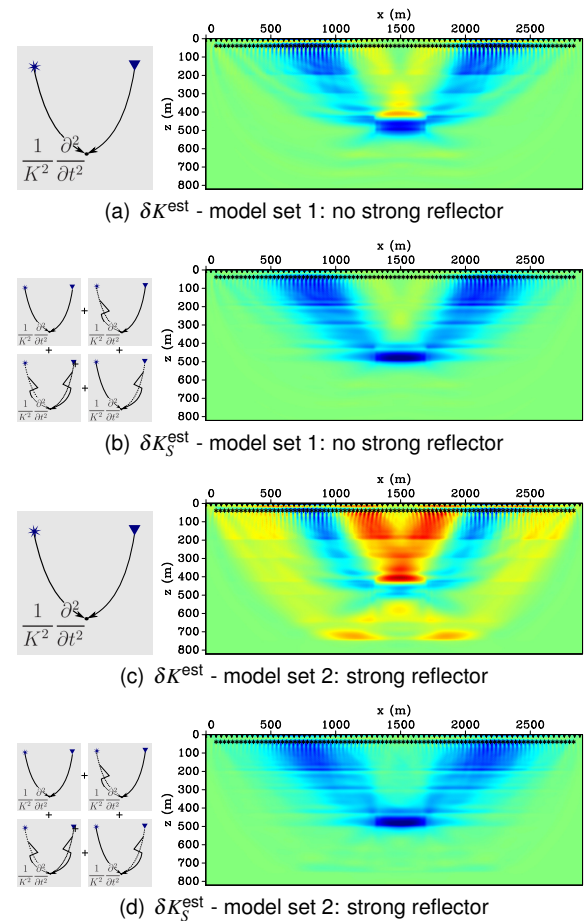 x (m)
0 500 1000 1500 2000 2500
z (m)
0
100
200
300
400
500
600
700
800
1/K² ∂²/∂t²
(a) δK^est - model set 1: no strong reflector
x (m)
0 500 1000 1500 2000 2500
z (m)
0
100
200
300
400
500
600
700
800
1/K² ∂²/∂t² + 1/K² ∂²/∂t²
+ +
1/K² ∂²/∂t² + + 1/K² ∂²/∂t²
(b) δK_S^est - model set 1: no strong reflector
x (m)
0 500 1000 1500 2000 2500
z (m)
0
100
200
300
400
500
600
700
800
1/K² ∂²/∂t²
(c) δK^est - model set 2: strong reflector
x (m)
0 500 1000 1500 2000 2500
z (m)
0
100
200
300
400
500
600
700
800
1/K² ∂²/∂t² + 1/K² ∂²/∂t²
+ +
1/K² ∂²/∂t² + + 1/K² ∂²/∂t²
(d) δK_S^est - model set 2: strong reflector